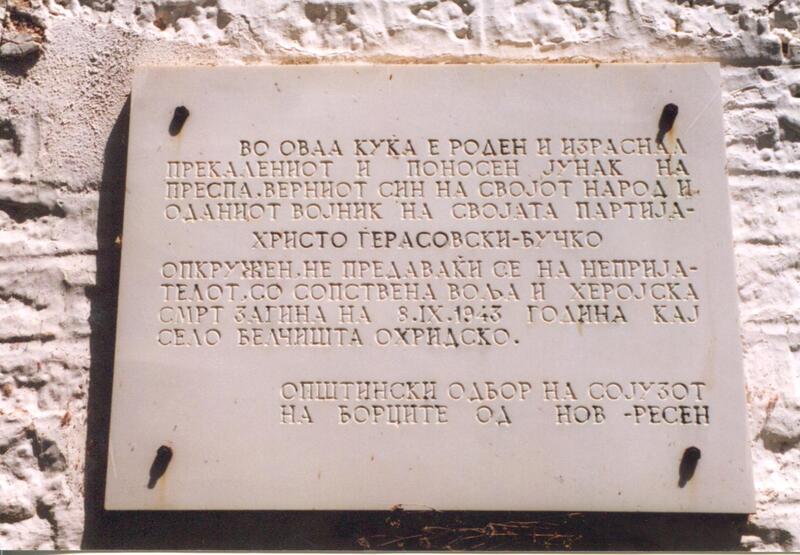 ВО ОВАА КУЌА Е РОДЕН И ИЗРАСНАЛ
ПРЕКАЛЕНИОТ И ПОНОСЕН ЈУНАК НА
ПРЕСПА, ВЕРНИОТ СИН НА СВОЈОТ НАРОД И
ОДАНИОТ ВОЈНИК НА СВОЈАТА ПАРТИЈА-
ХРИСТО ЃЕРАСОВСКИ-БУЧКО
ОПКРУЖЕН, НЕ ПРЕДАВАЌИ СЕ НА НЕПРИЈА-
ТЕЛОТ, СО СОПСТВЕНА ВОЉА И ХЕРОЈСКА
СМРТ ЗАГИНА НА 8.IX.1943 ГОДИНА КАЈ
СЕЛО БЕЛЧИШТА ОХРИДСКО.
ОПШТИНСКИ ОДБОР НА СОЈУЗОТ
НА БОРЦИТЕ ОД НОВ-РЕСЕН